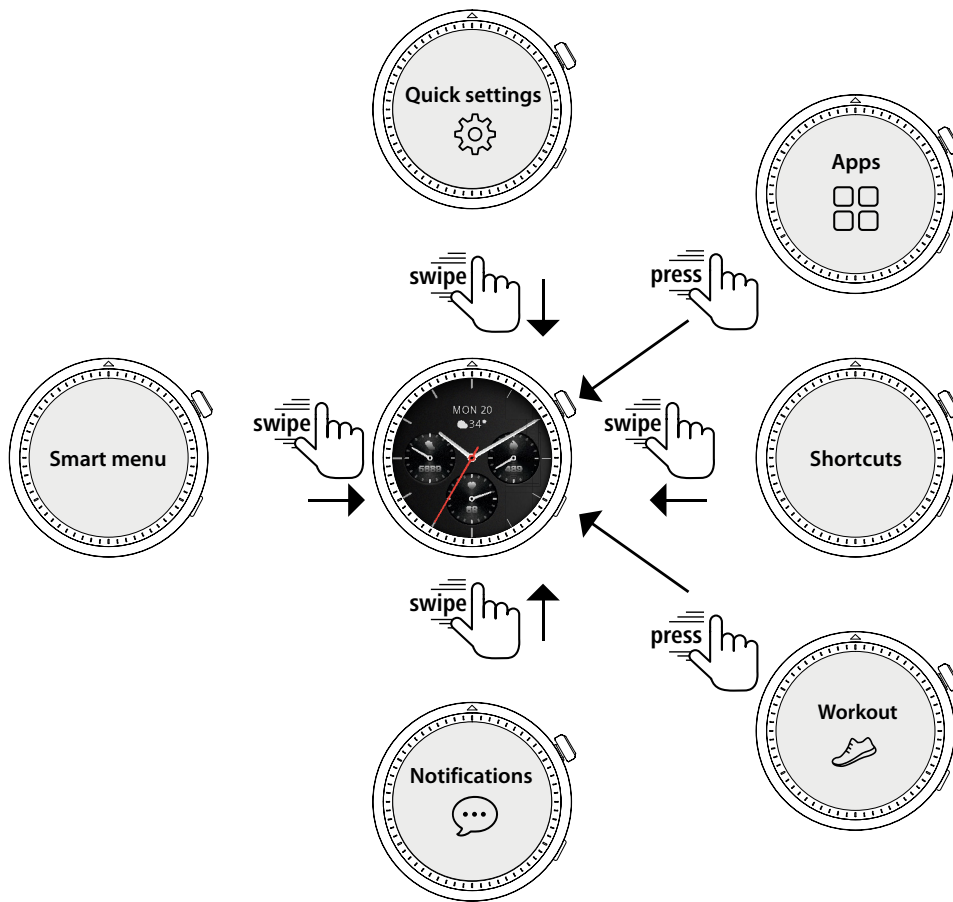 Quick settings
Apps
swipe
press
MON 20
34°
swipe
swipe
Smart menu
Shortcuts
6889
489
68
swipe
press
Workout
Notifications